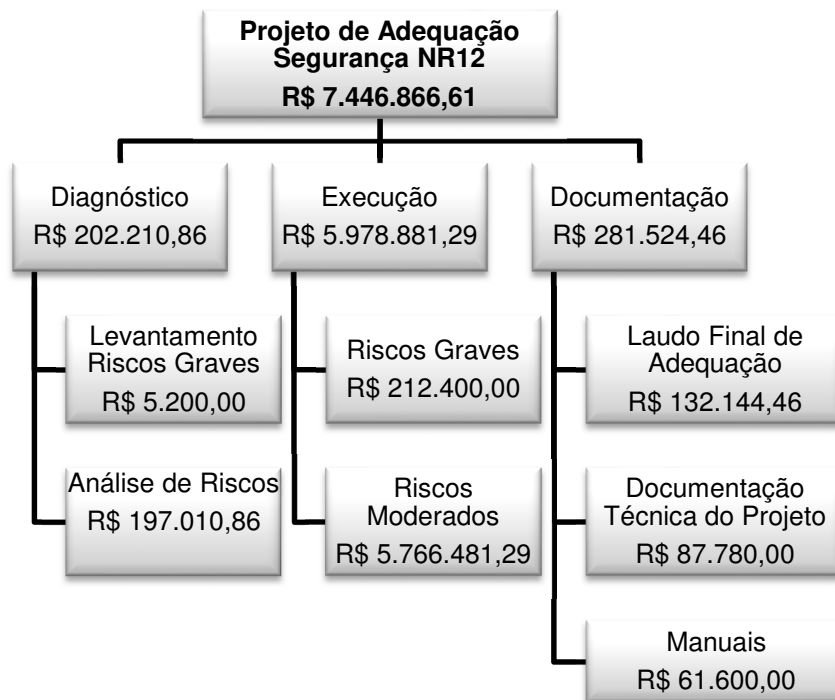 Projeto de Adequação
Segurança NR12
R$ 7.446.866,61
Diagnóstico
R$ 202.210,86
Execução
R$ 5.978.881,29
Documentação
R$ 281.524,46
Levantamento
Riscos Graves
R$ 5.200,00
Riscos Graves
R$ 212.400,00
Laudo Final de
Adequação
R$ 132.144,46
Análise de Riscos
R$ 197.010,86
Riscos
Moderados
R$ 5.766.481,29
Documentação
Técnica do Projeto
R$ 87.780,00
Manuais
R$ 61.600,00